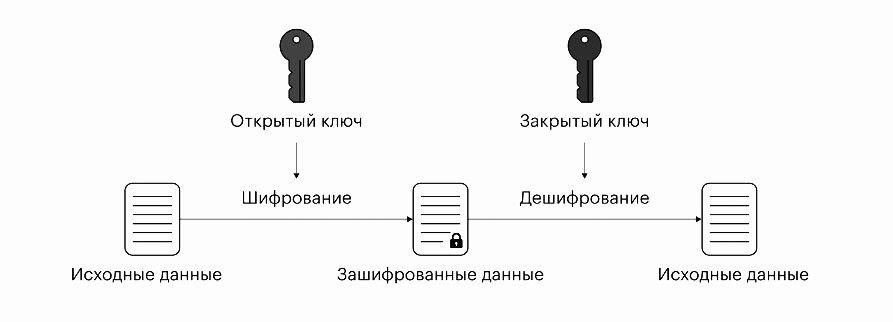 Открытый ключ
Закрытый ключ
Шифрование
Дешифрование
Исходные данные
Зашифрованные данные
Исходные данные